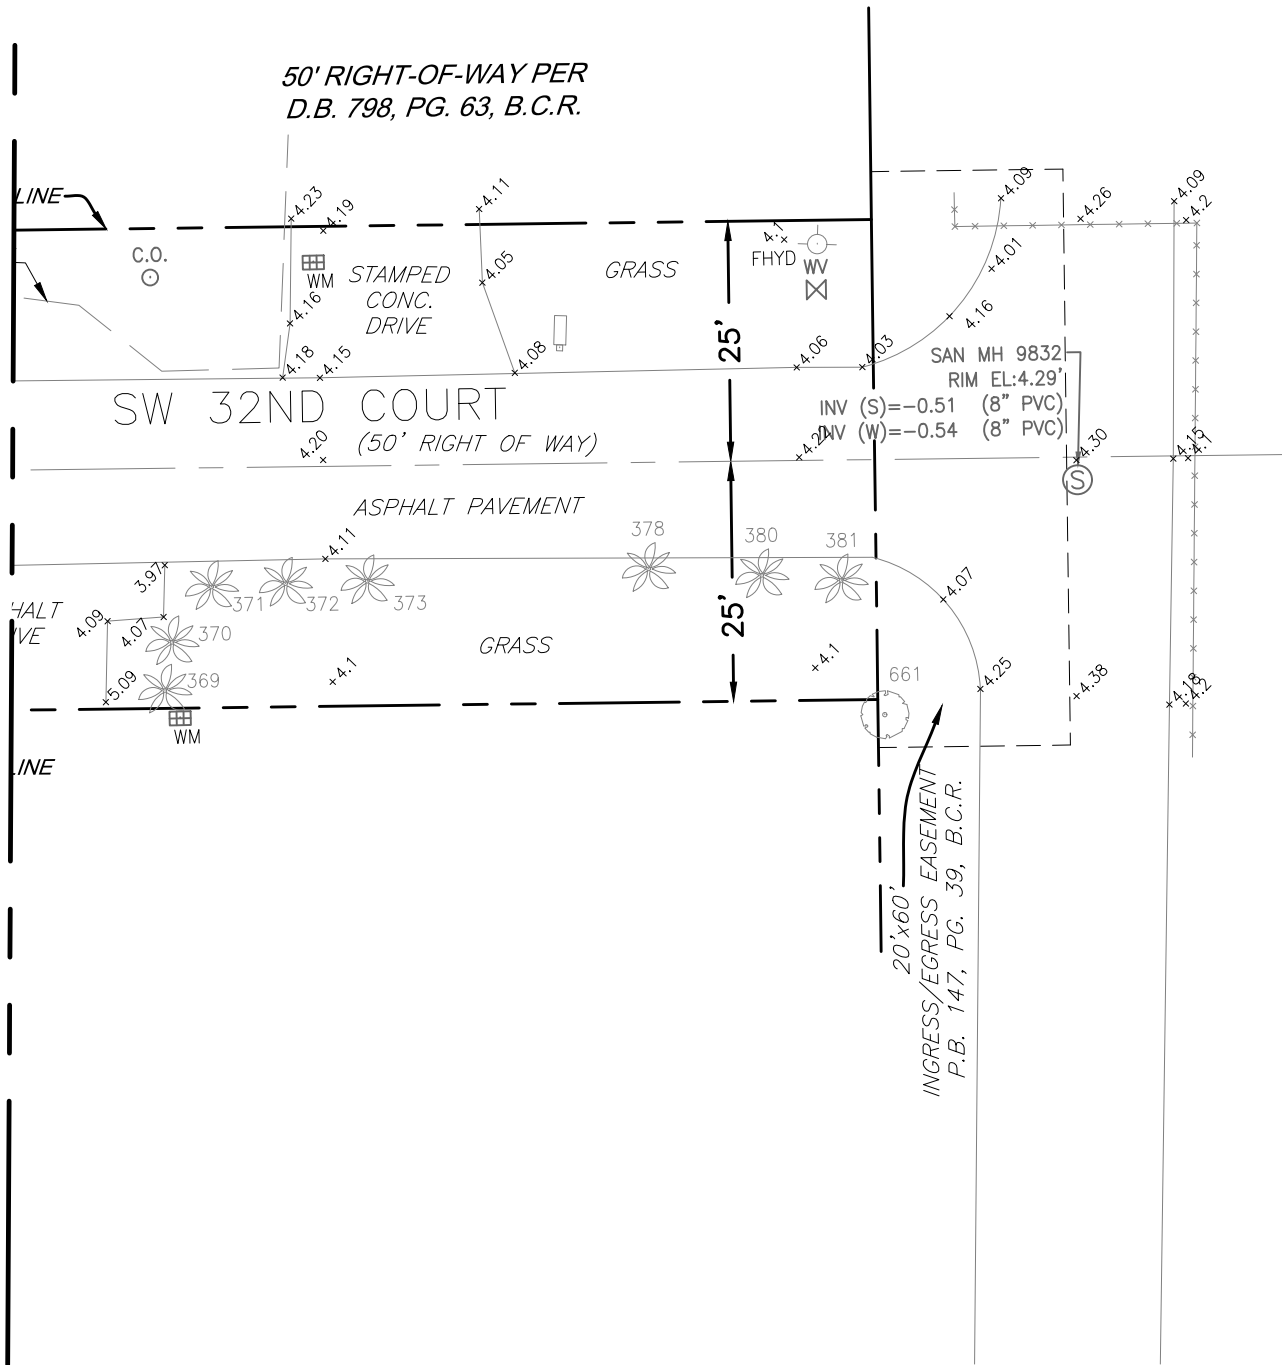 50' RIGHT-OF-WAY PER
D.B. 798, PG. 63, B.C.R.
LINE
4.23
4.19
4.11
4.09
4.26
4.09
4.2
C.O.
WM
STAMPED
CONC.
DRIVE
4.05
GRASS
4.1
FHYD
WV
4.01
4.16
4.16
25'
4.18
4.15
4.08
4.06
4.03
SAN MH 9832
RIM EL:4.29'
INV (S)=-0.51 (8" PVC)
INV (W)=-0.54 (8" PVC)
SW 32ND COURT
(50' RIGHT OF WAY)
4.20
4.30
4.15
4.1
ASPHALT PAVEMENT
4.11
378
380
381
3.97
371
372
373
4.07
4.09
4.07
370
25'
GRASS
369
5.09
4.1
4.1
661
4.25
4.38
4.18
4.2
WM
20'x60'
INGRESS/EGRESS EASEMENT
P.B. 147, PG. 39, B.C.R.